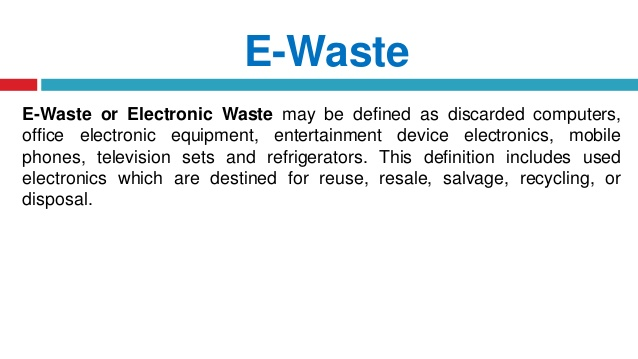 E-Waste
E-Waste or Electronic Waste may be defined as discarded computers,
office electronic equipment, entertainment device electronics, mobile
phones, television sets and refrigerators. This definition includes used
electronics which are destined for reuse, resale, salvage, recycling, or
disposal.